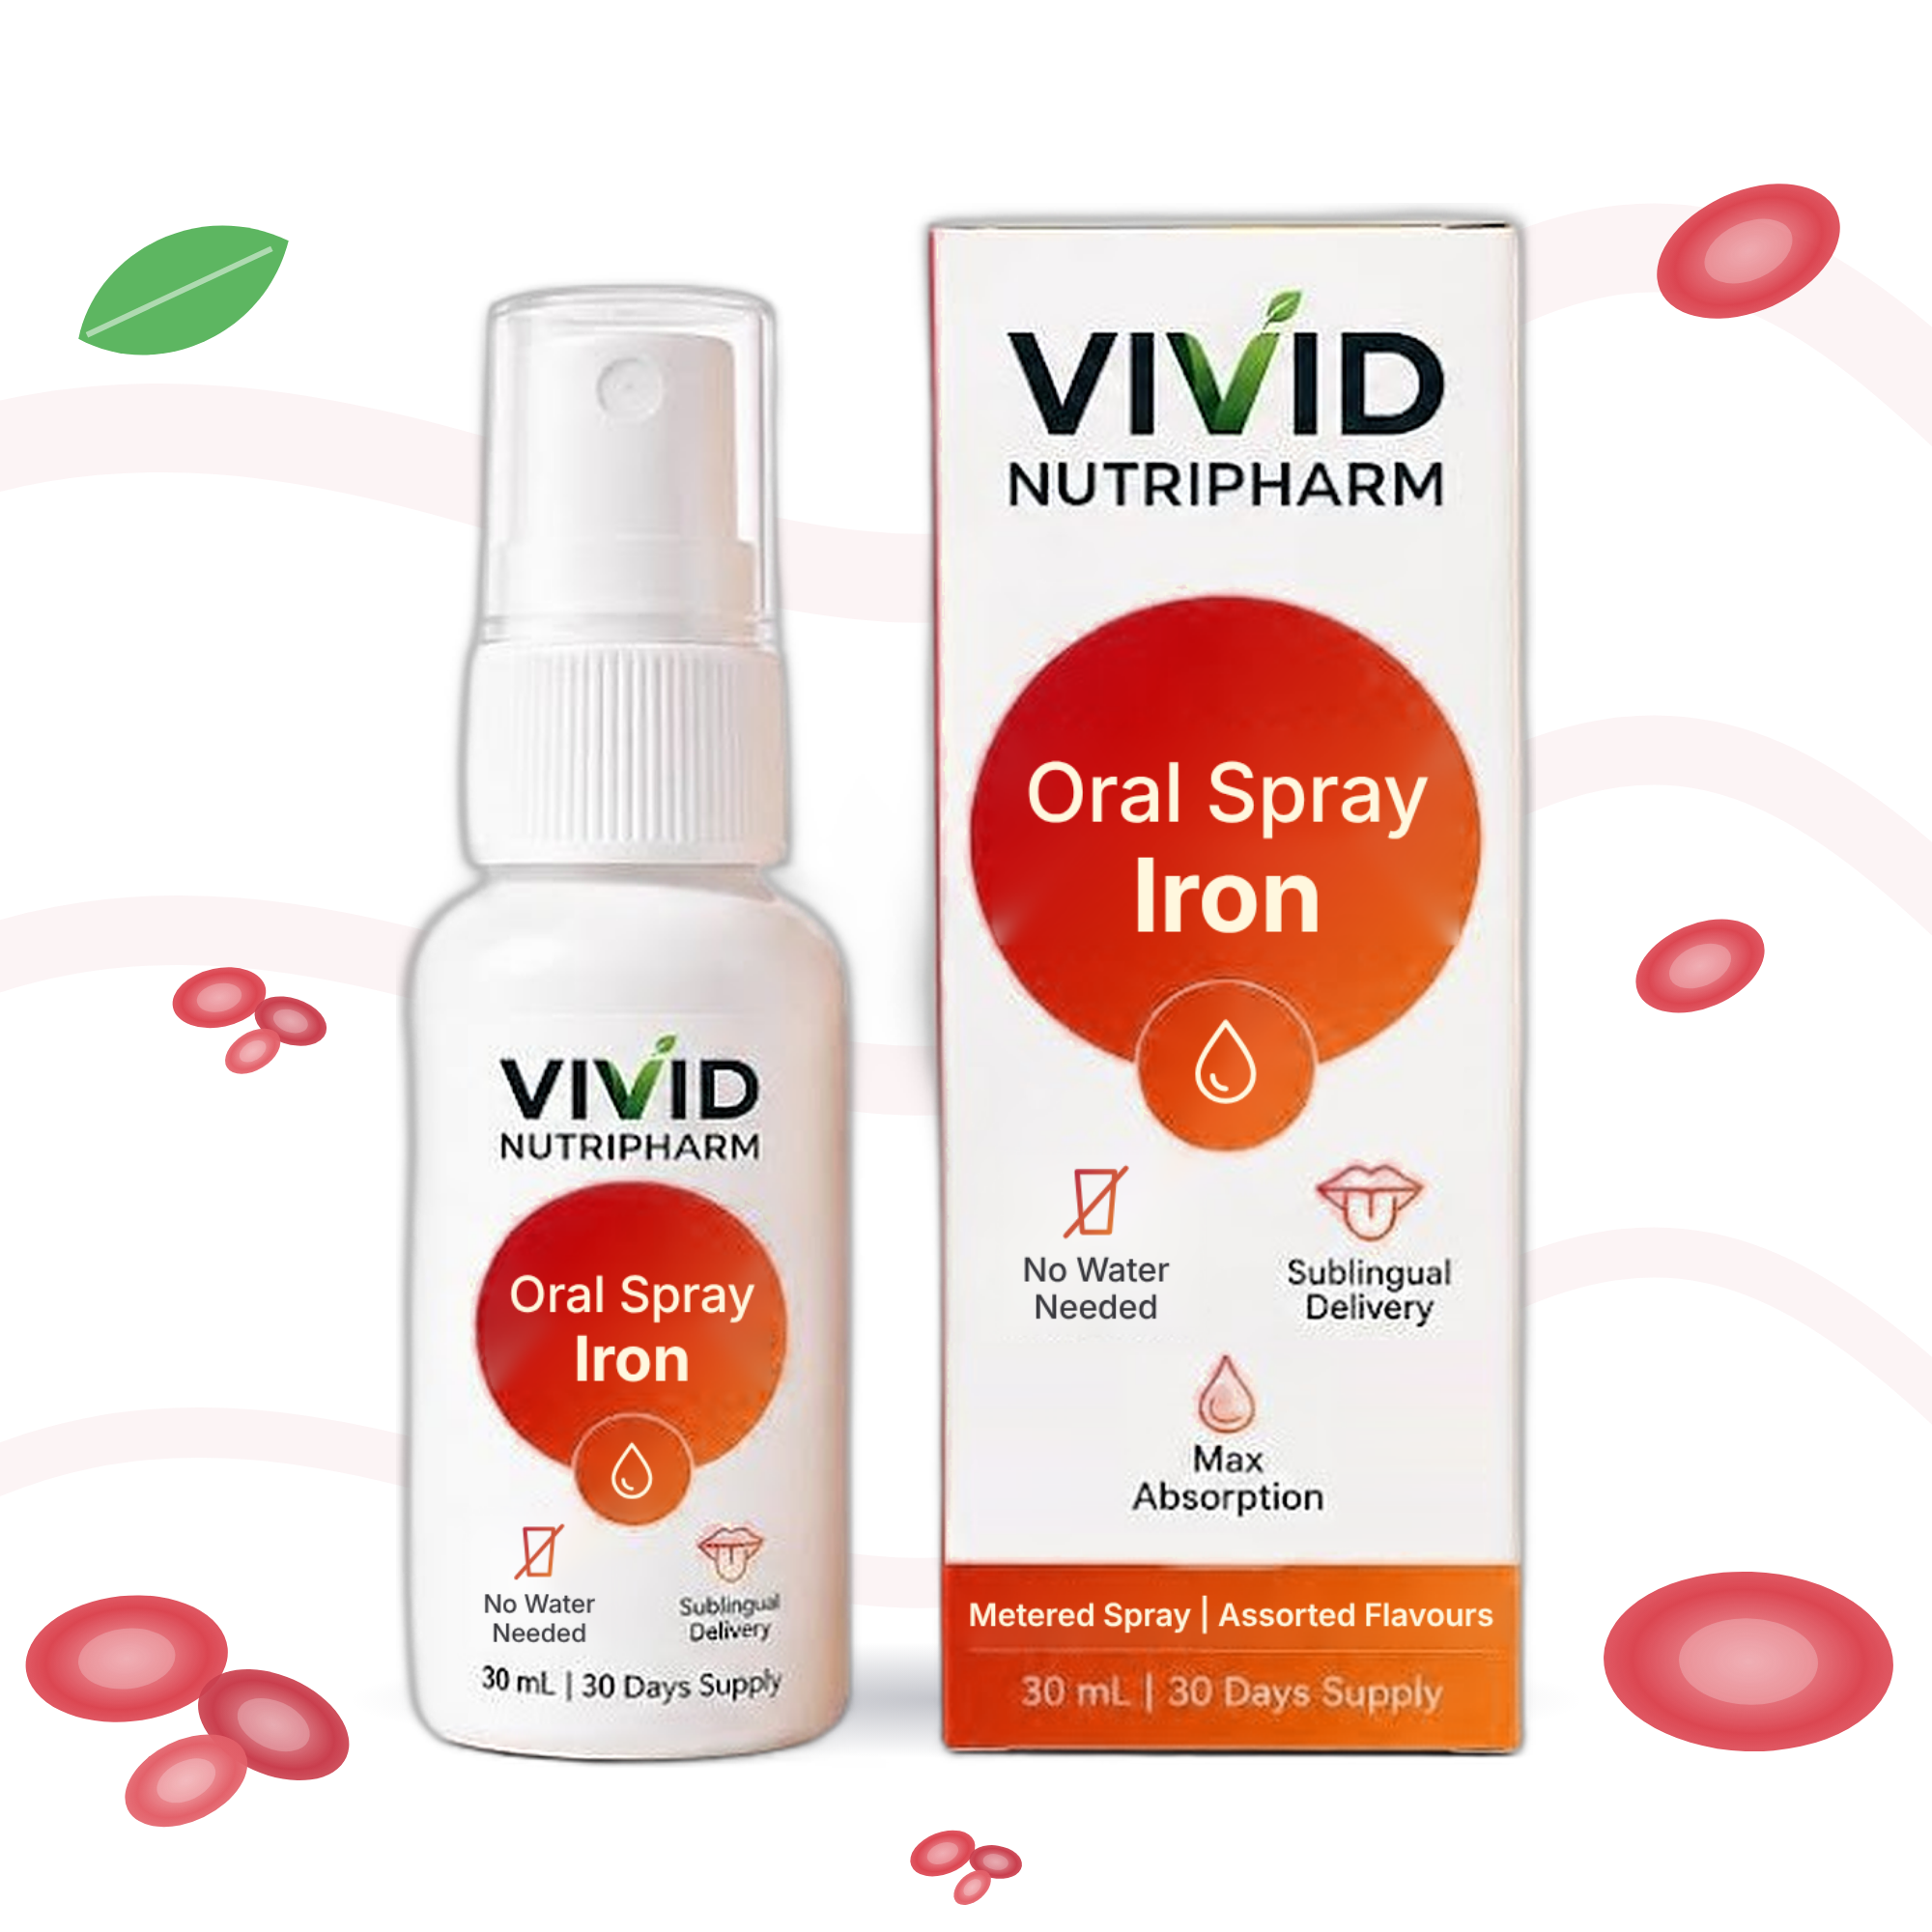 VIVID
NUTRIPHARM
Oral Spray
Iron
No Water
Needed
Sublingual
Delivery
30 mL | 30 Days Supply
VIVID
NUTRIPHARM
Oral Spray
Iron
No Water
Needed
Sublingual
Delivery
Max
Absorption
Metered Spray | Assorted Flavours
30 mL | 30 Days Supply